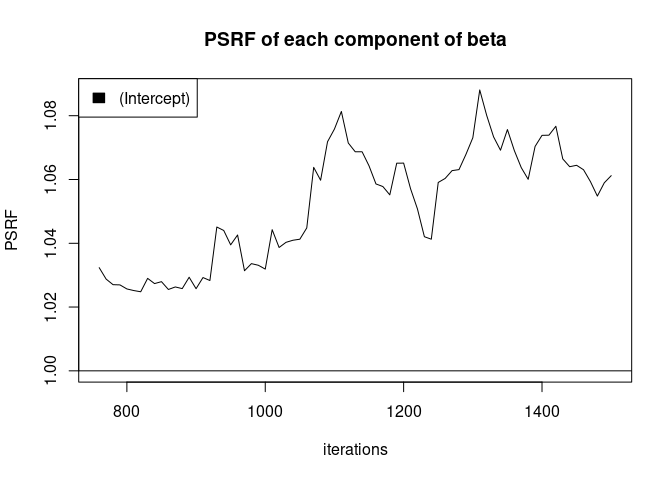 PSRF of each component of beta
(Intercept)
PSRF
1.08
1.06
1.04
1.02
1.00
800 1000 1200 1400
iterations